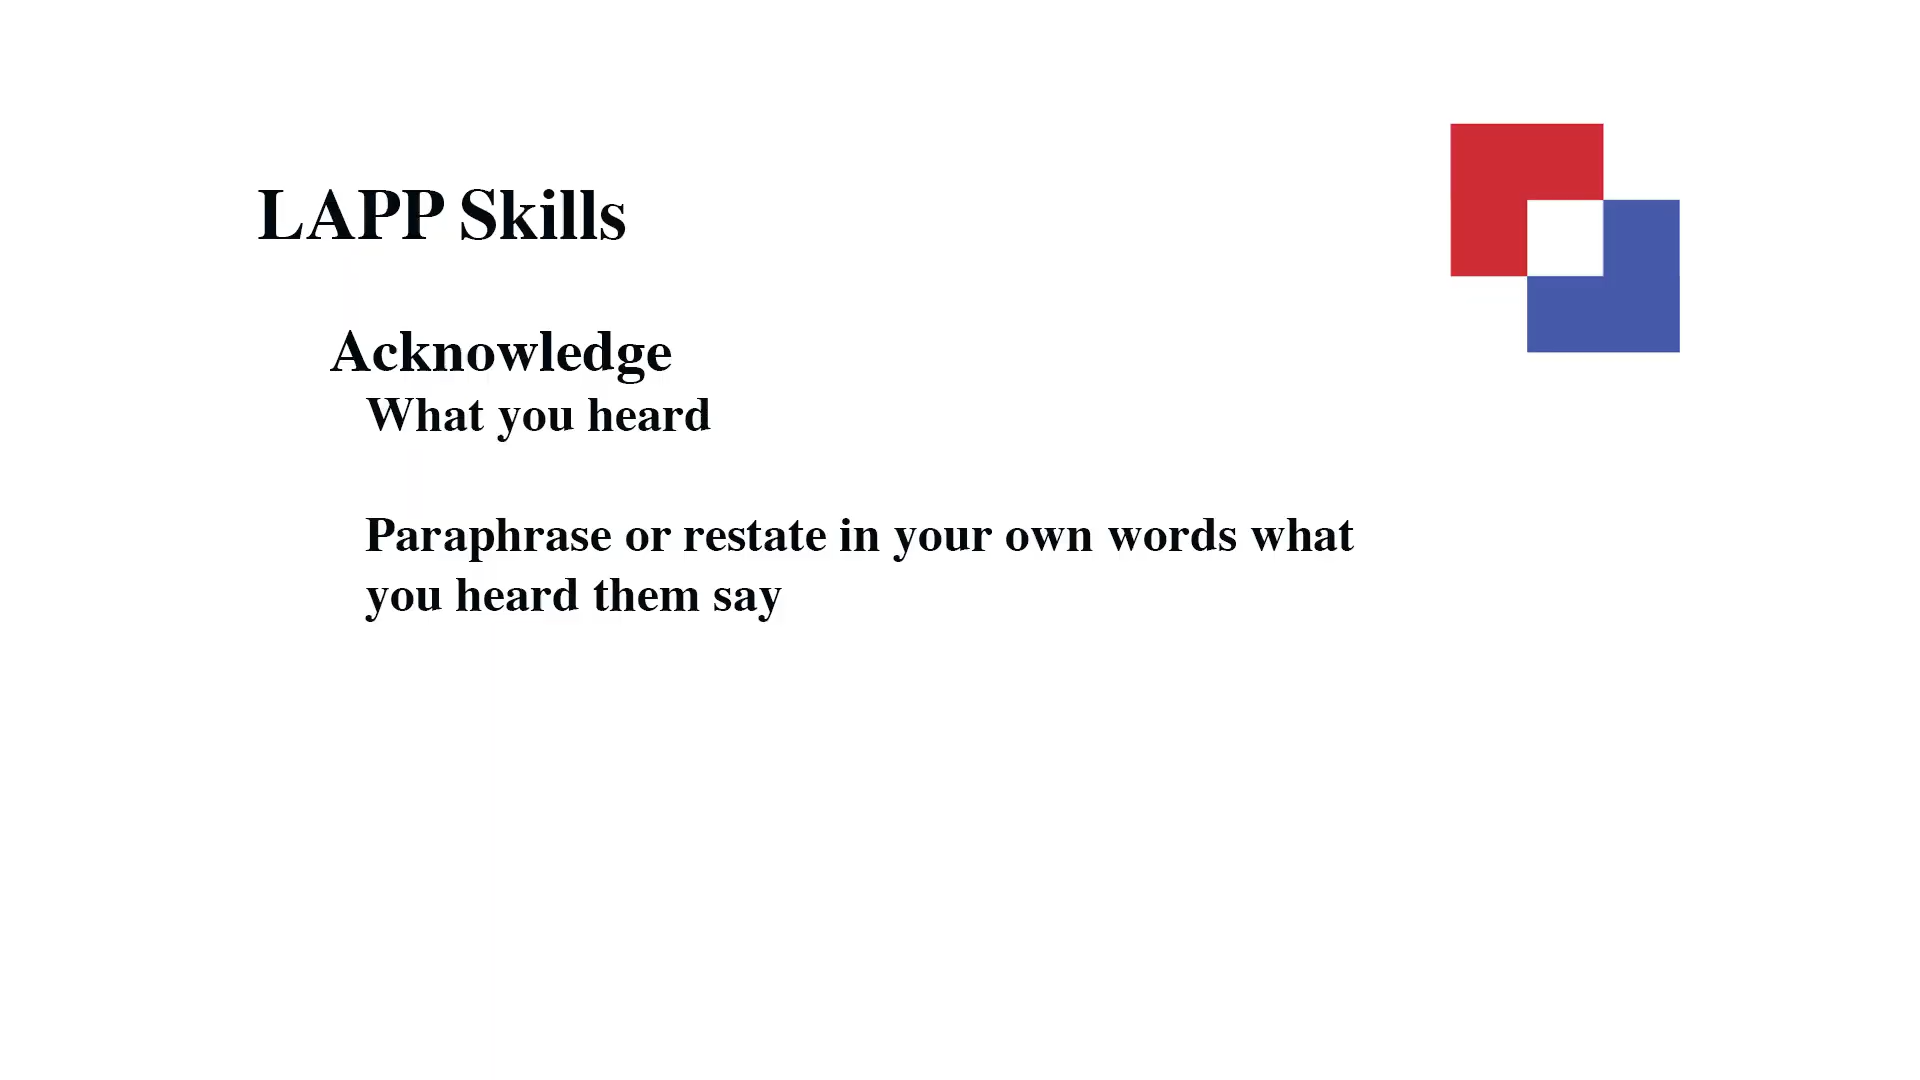 LAPP Skills
Acknowledge
What you heard
Paraphrase or restate in your own words what
you heard them say